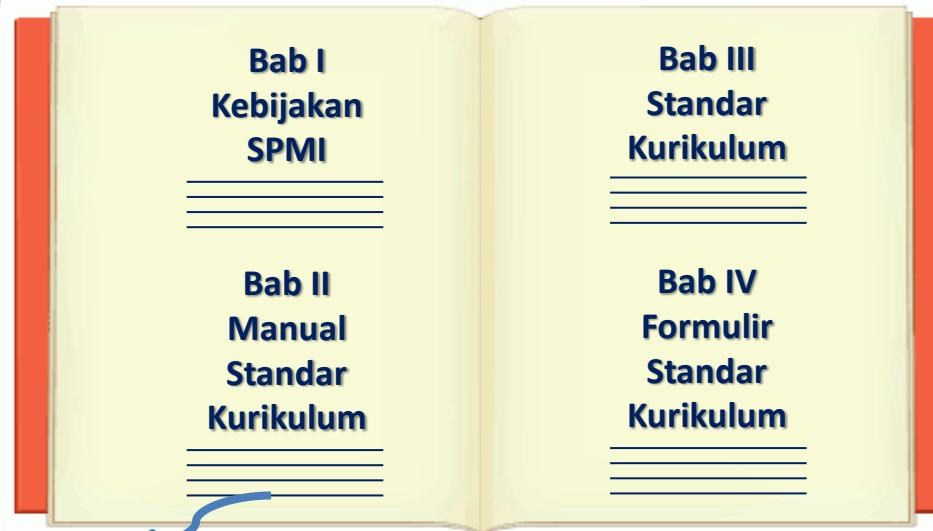 Bab I
Kebijakan
SPMI
Bab II
Manual
Standar
Kurikulum
Bab III
Standar
Kurikulum
Bab IV
Formulir
Standar
Kurikulum